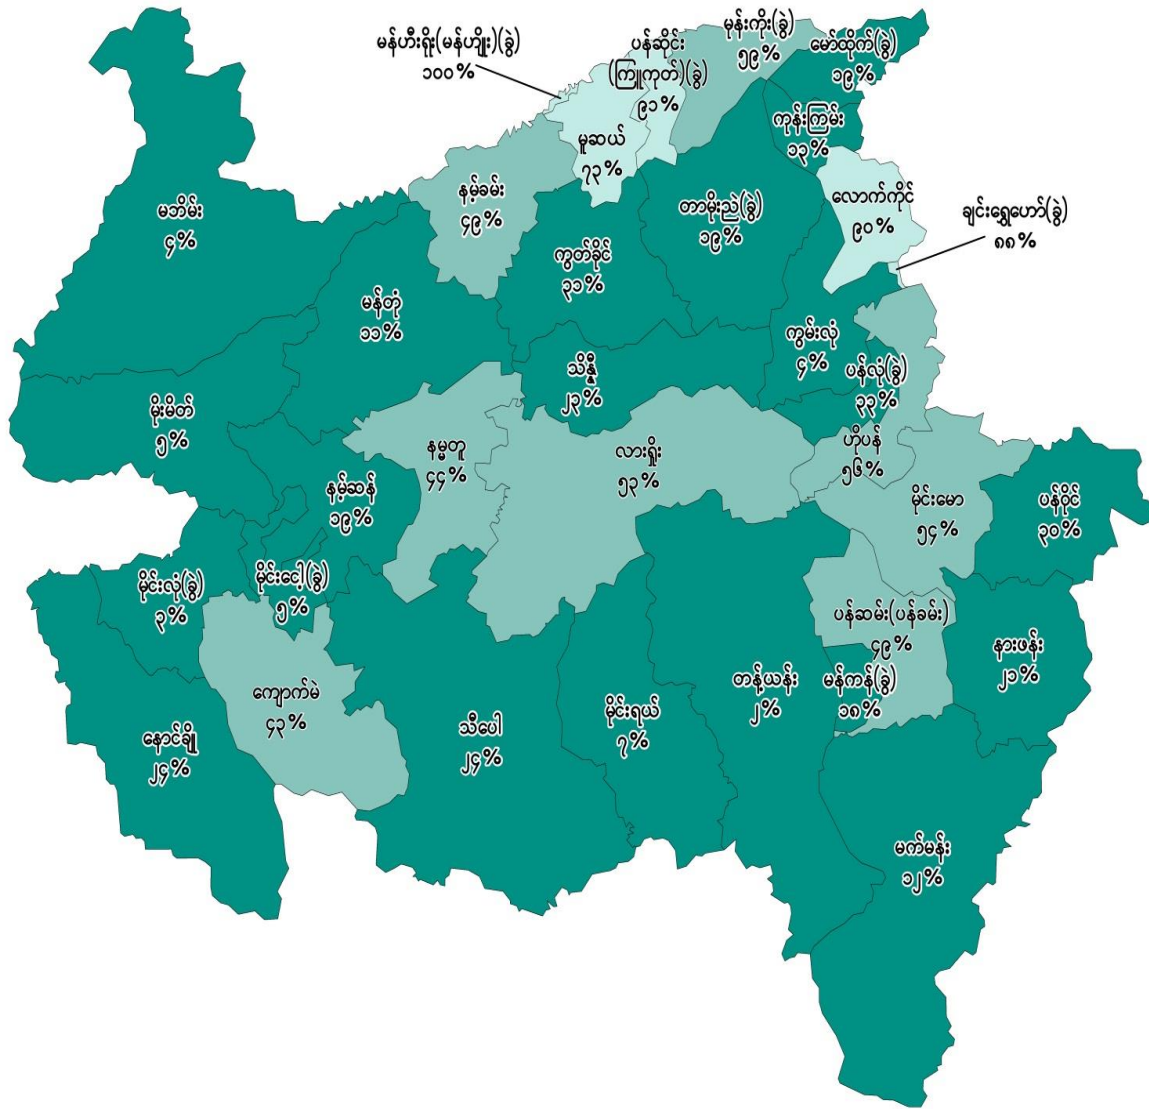 မန်ဟီးရိုး(မန်ဟျိုး)(ခွဲ)
၁၀၀%
ပန်ဆိုင်း
(ကြူကုတ်)(ခွဲ)
၉၁%
မုန်းကိုး(ခွဲ)
၅၉%
မော်ထိုက်(ခွဲ)
၁၉%
ကုန်းကြမ်း
၁၃%
မူဆယ်
၇၃%
နမ့်ခမ်း
၄၉%
မဘိမ်း
၄%
တာမိုးညဲ(ခွဲ)
၁၉%
လောက်ကိုင်
၉၀%
ချင်းရွှေဟော်(ခွဲ)
၈၈%
ကွတ်ခိုင်
၃၁%
မန်တုံ
၁၁%
ကွမ်းလုံ
၄%
သိန္နီ
၂၃%
ပန်လုံ(ခွဲ)
၃၃%
မိုးမိတ်
၅%
နမ္မတူ
၄၄%
လားရှိုး
၅၃%
ဟိုပန်
၅၆%
နမ့်ဆန်
၁၉%
မိုင်းမော
၅၄%
ပန်ဝိုင်
၃၀%
မိုင်းလုံ(ခွဲ)
၃%
မိုင်းငေါ့(ခွဲ)
၅%
ပန်ဆမ်း(ပန်ခမ်း)
၄၉%
နားဖန်း
၂၁%
ကျောက်မဲ
၄၃%
တန့်ယန်း
၂%
မန်ကန်(ခွဲ)
၁၈%
နောင်ချို
၂၄%
သီပေါ
၂၄%
မိုင်းရယ်
၇%
မက်မန်း
၁၂%